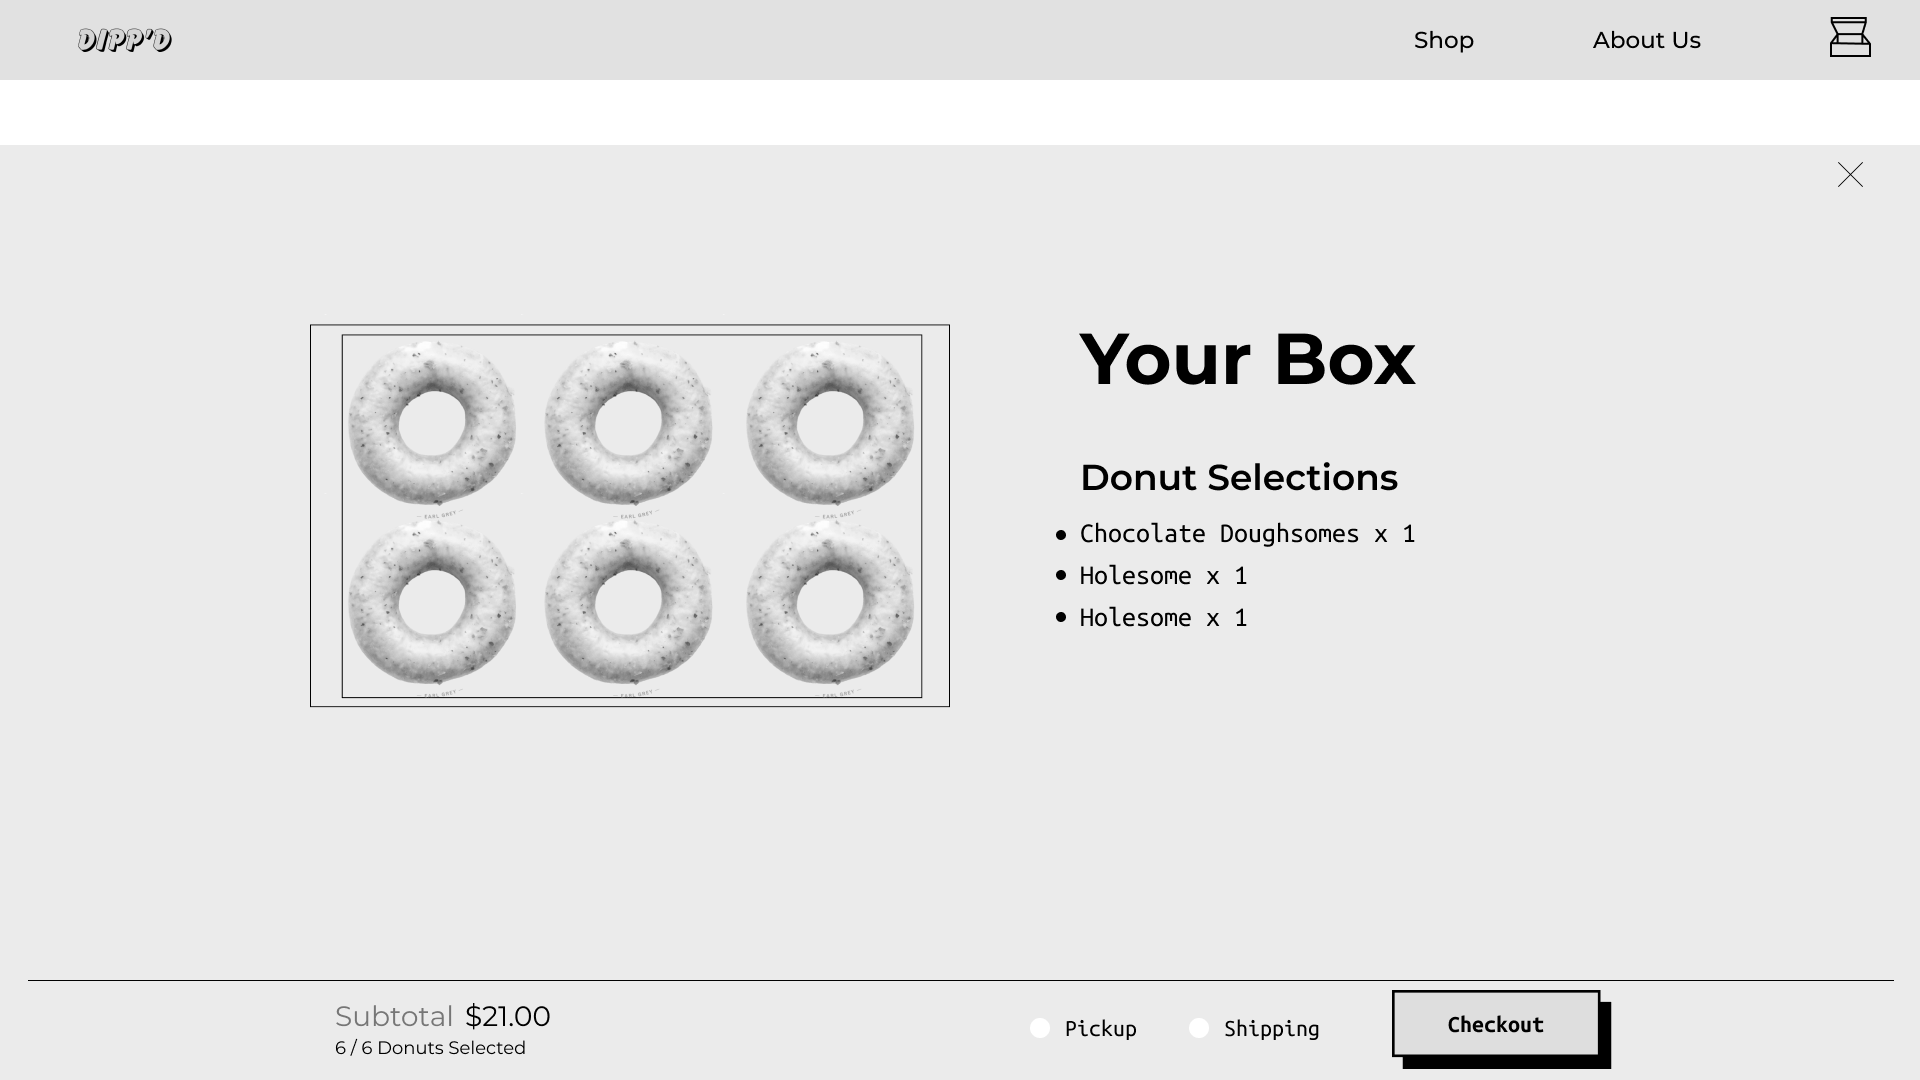 DIPP'D
Shop
About Us
Your Box
Donut Selections
Chocolate Doughsomes x 1
Holesome x 1
Holesome x 1
EARL GREY
EARL GREY
EARL GREY
EARL GREY
EARL GREY
EARL GREY
Subtotal $21.00
6 / 6 Donuts Selected
Pickup
Shipping
Checkout